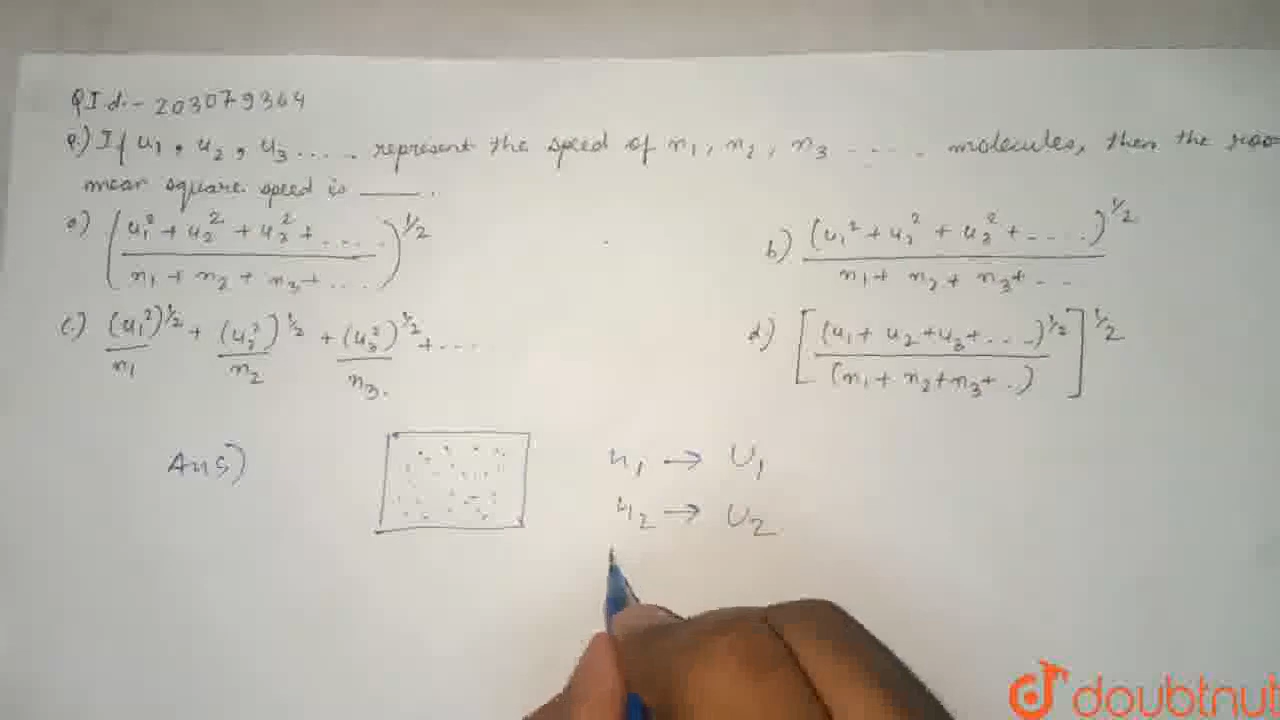 QId:- 203079364
Q.) If u₁, u₂, u₃ ..... represent the speed of n₁, n₂, n₃ ..... molecules, then the roo
mean square speed is ____ .
a) ((u₁² + u₂² + u₃² + .....) / (n₁ + n₂ + n₃ + .....))^1/2
b) (u₁² + u₂² + u₃² + .....)^1/2 / (n₁ + n₂ + n₃ + ...)
c.) (u₁²)^1/2 / n₁ + (u₂²)^1/2 / n₂ + (u₃²)^1/2 / n₃ + ...
d) [(u₁ + u₂ + u₃ + ....)^1/2 / (n₁ + n₂ + n₃ + ..)]^1/2
Ans)
n₁ → U₁
n₂ → U₂
doubtnut